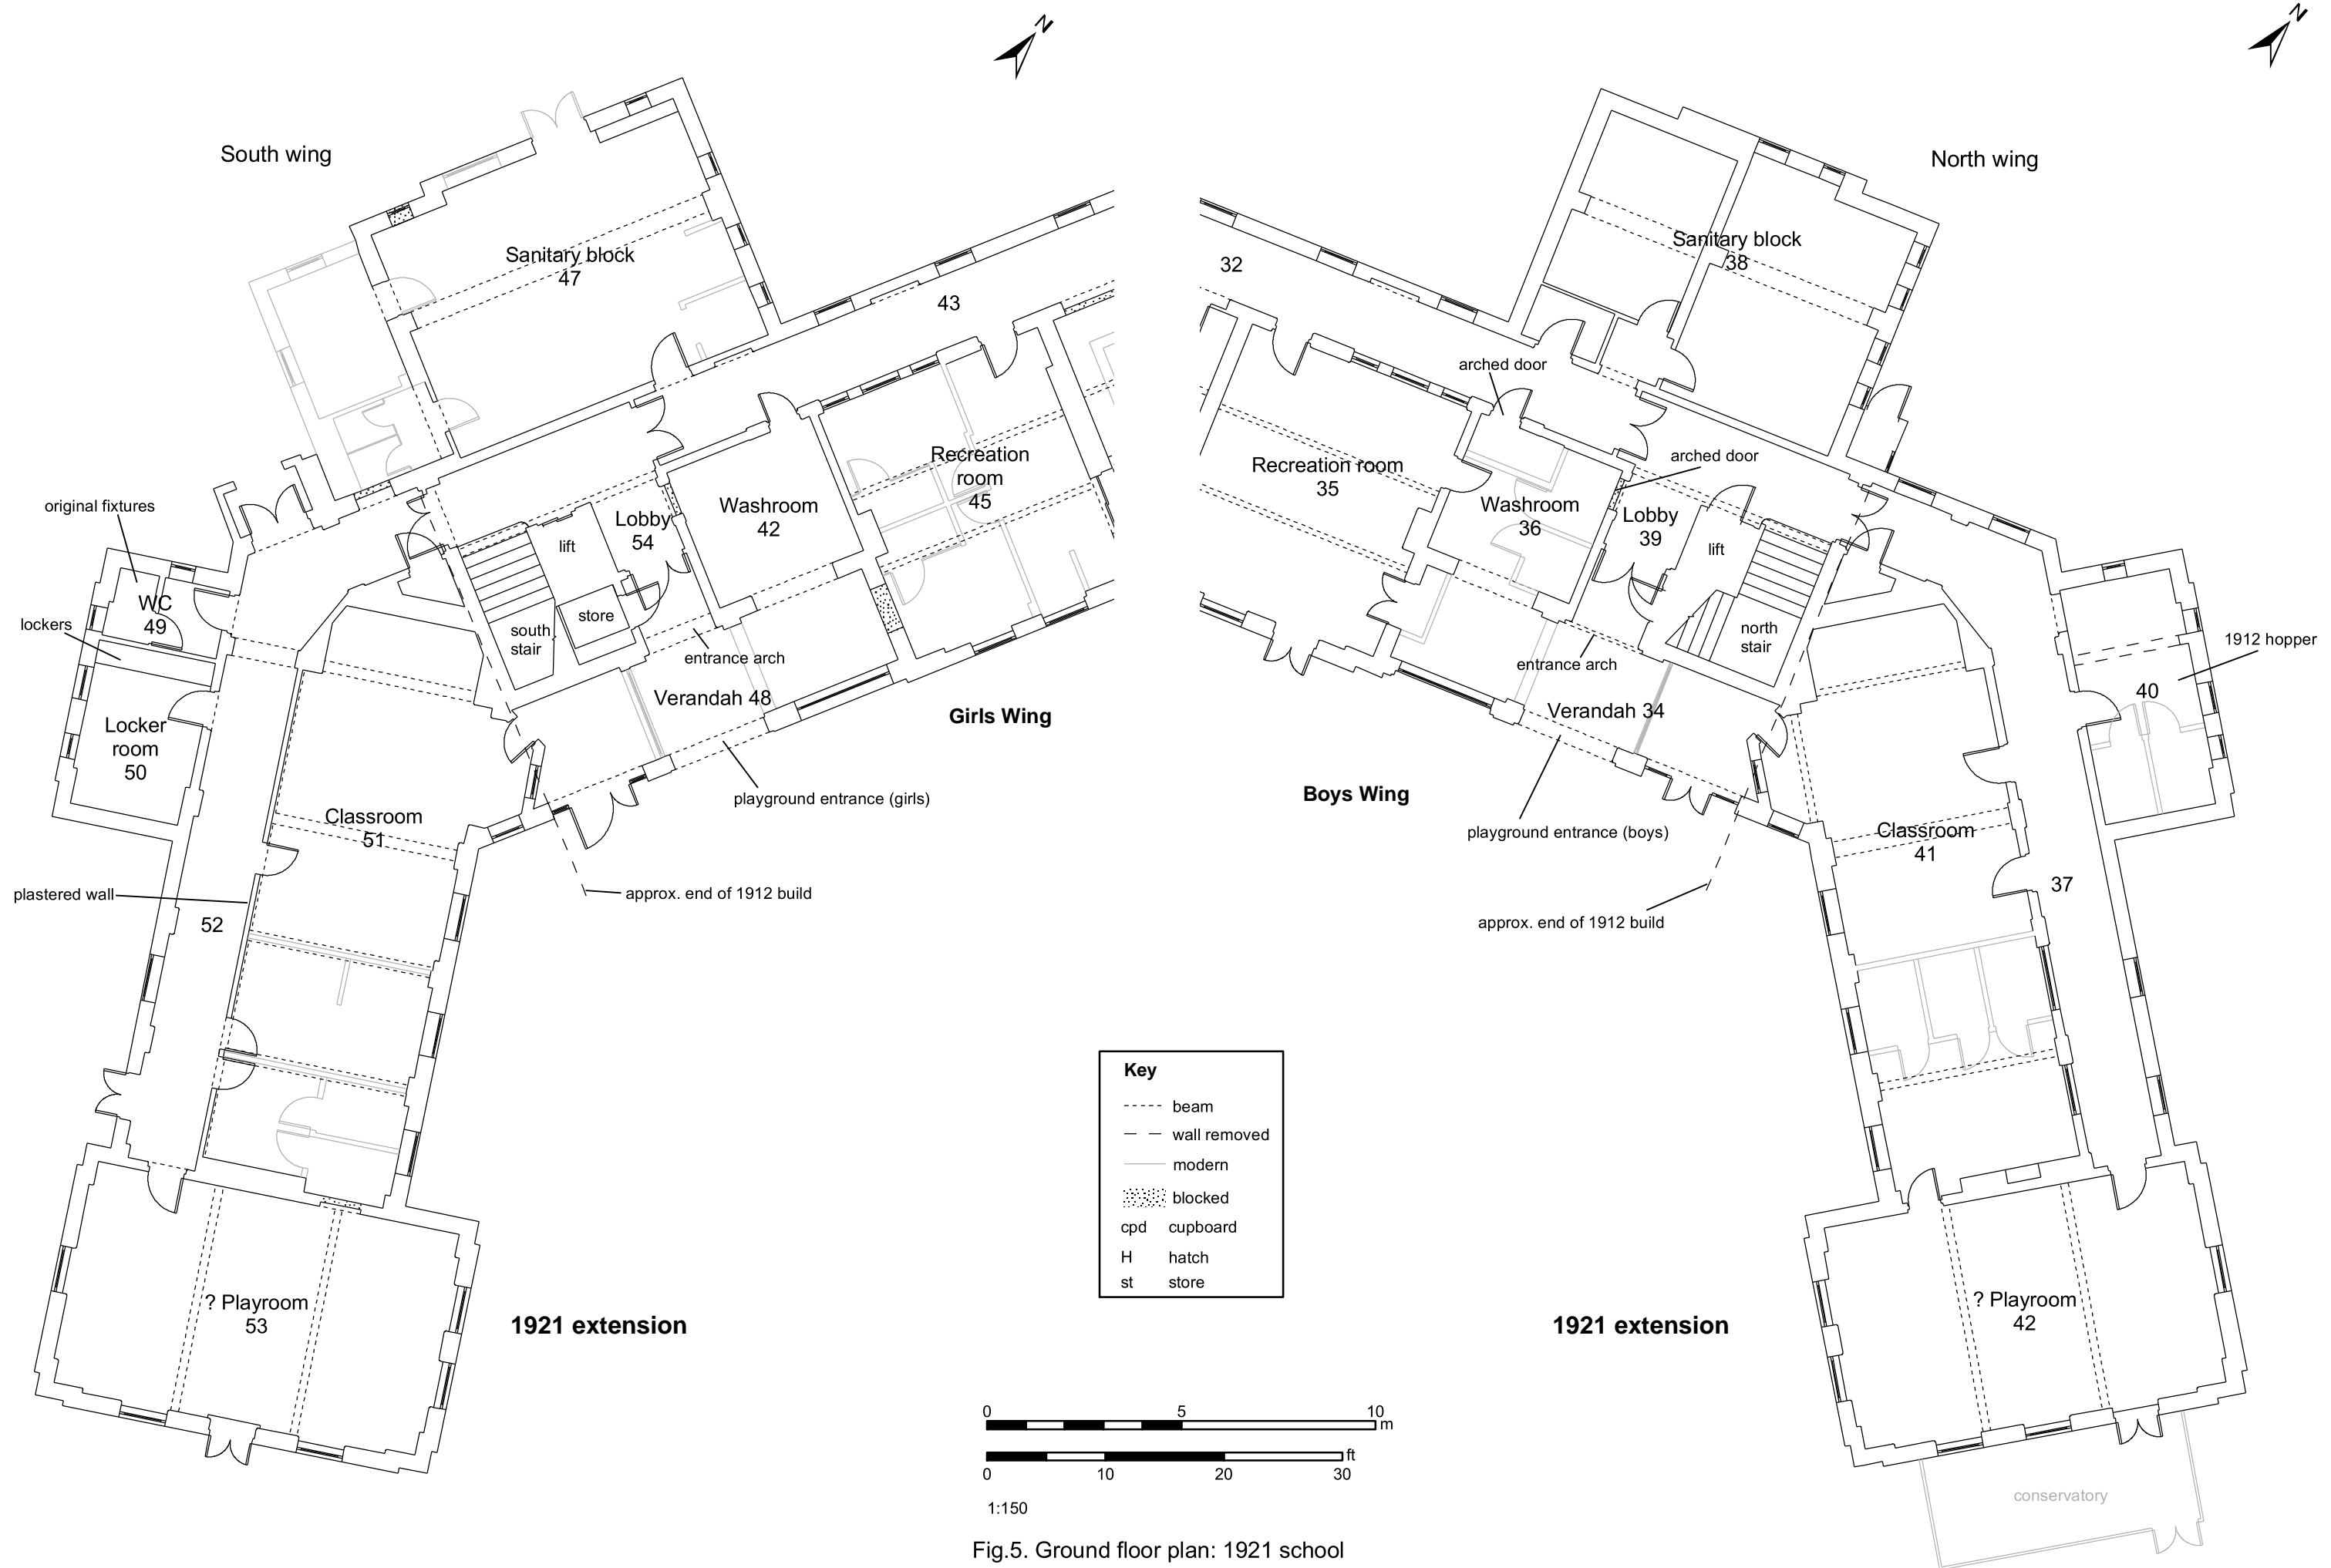 N
N
South wing
North wing
Sanitary block
47
43
Recreation
room
45
Washroom
42
Lobby
54
lift
store
south
stair
entrance arch
Verandah 48
Girls Wing
playground entrance (girls)
approx. end of 1912 build
original fixtures
WC
49
lockers
Locker
room
50
Classroom
51
plastered wall
52
? Playroom
53
1921 extension
32
Sanitary block
38
arched door
arched door
Recreation room
35
Washroom
36
Lobby
39
lift
north
stair
entrance arch
Verandah 34
Boys Wing
playground entrance (boys)
approx. end of 1912 build
1912 hopper
40
Classroom
41
37
? Playroom
42
1921 extension
conservatory
Key
beam
wall removed
modern
blocked
cpd cupboard
H hatch
st store
0 5 10
m
ft
0 10 20 30
1:150
Fig.5. Ground floor plan: 1921 school